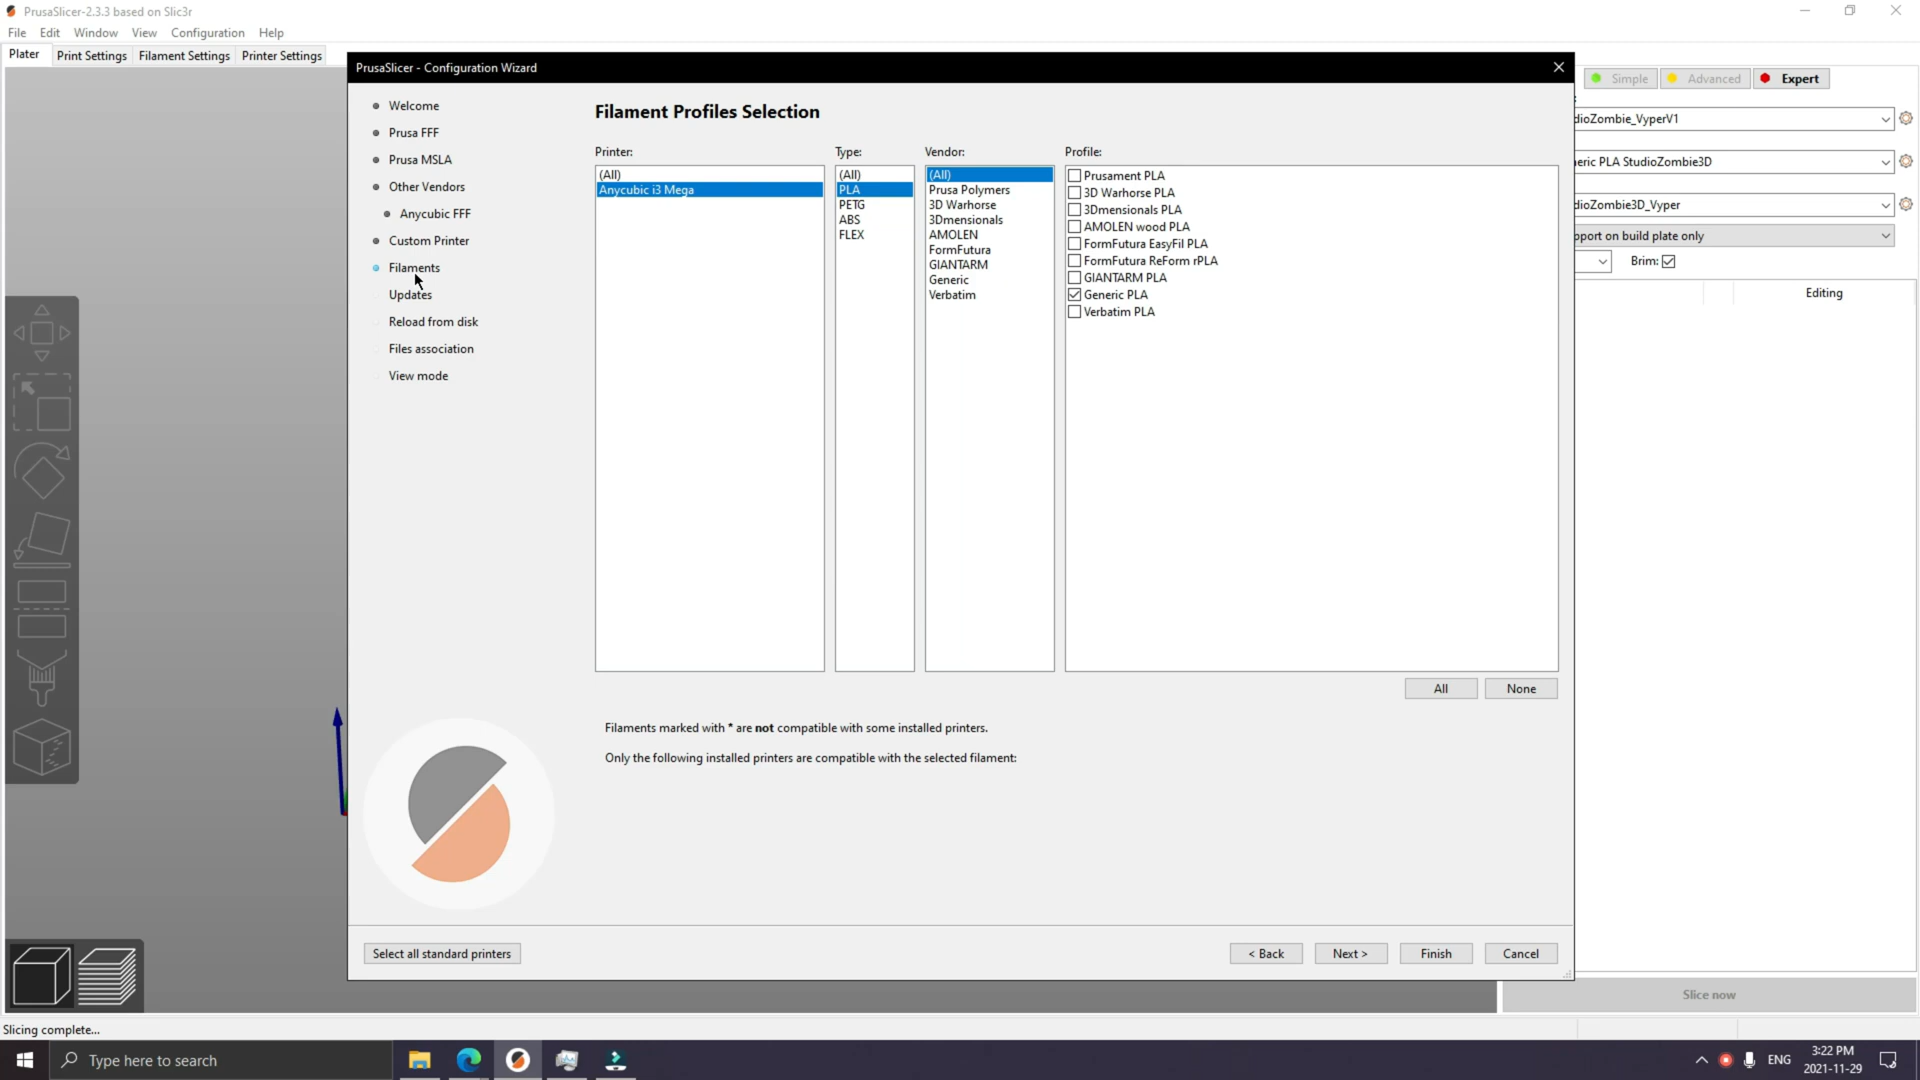 PrusaSlicer-2.3.3 based on Slic3r
File Edit Window View Configuration Help
Plater Print Settings Filament Settings Printer Settings
PrusaSlicer - Configuration Wizard
Welcome
Prusa FFF
Prusa MSLA
Other Vendors
Anycubic FFF
Custom Printer
Filaments
Updates
Reload from disk
Files association
View mode
Filament Profiles Selection
Printer:
(All)
Anycubic i3 Mega
Type:
(All)
PLA
PETG
ABS
FLEX
Vendor:
(All)
Prusa Polymers
3D Warhorse
3Dmensionals
AMOLEN
FormFutura
GIANTARM
Generic
Verbatim
Profile:
Prusament PLA
3D Warhorse PLA
3Dmensionals PLA
AMOLEN wood PLA
FormFutura EasyFil PLA
FormFutura ReForm rPLA
GIANTARM PLA
Generic PLA
Verbatim PLA
All None
Filaments marked with * are not compatible with some installed printers.
Only the following installed printers are compatible with the selected filament:
Select all standard printers
< Back Next > Finish Cancel
Simple Advanced Expert
dioZombie_VyperV1
eric PLA StudioZombie3D
dioZombie3D_Vyper
pport on build plate only
Brim:
Editing
Slice now
Slicing complete...
Type here to search
ENG
3:22 PM
2021-11-29